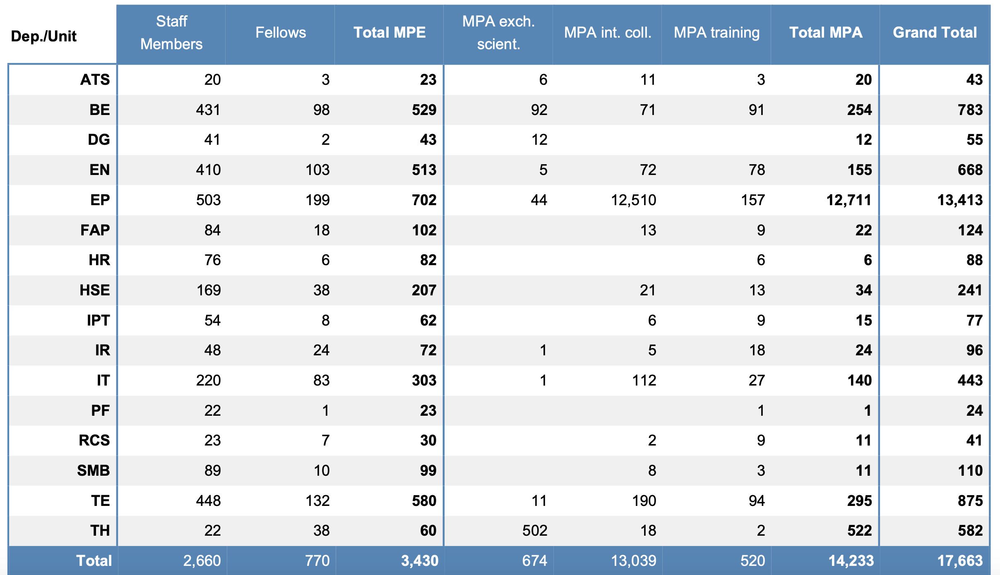 Dep./Unit Staff Members Fellows Total MPE MPA exch. scient. MPA int. coll. MPA training Total MPA Grand Total
ATS 20 3 23 6 11 3 20 43
BE 431 98 529 92 71 91 254 783
DG 41 2 43 12 12 55
EN 410 103 513 5 72 78 155 668
EP 503 199 702 44 12,510 157 12,711 13,413
FAP 84 18 102 13 9 22 124
HR 76 6 82 6 6 88
HSE 169 38 207 21 13 34 241
IPT 54 8 62 6 9 15 77
IR 48 24 72 1 5 18 24 96
IT 220 83 303 1 112 27 140 443
PF 22 1 23 1 1 24
RCS 23 7 30 2 9 11 41
SMB 89 10 99 8 3 11 110
TE 448 132 580 11 190 94 295 875
TH 22 38 60 502 18 2 522 582
Total 2,660 770 3,430 674 13,039 520 14,233 17,663